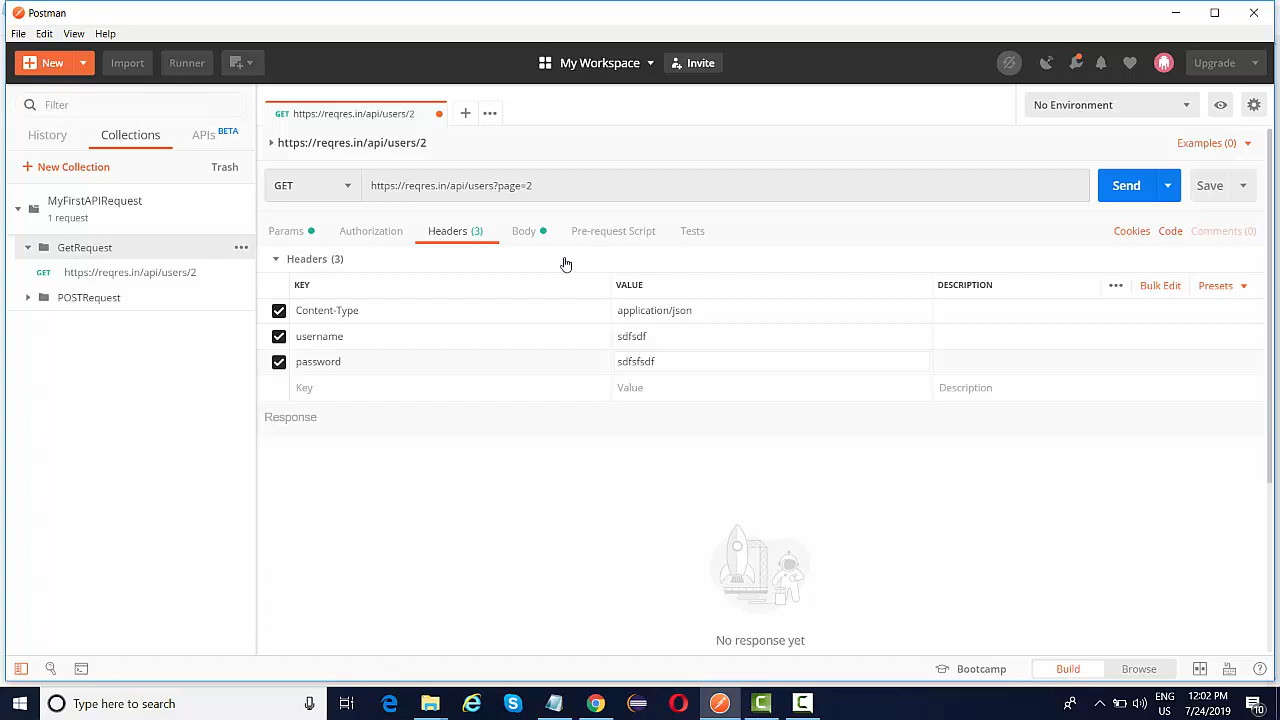 Postman
File Edit View Help
New Import Runner My Workspace Invite Upgrade
Filter
History Collections APIs BETA
New Collection Trash
MyFirstAPIRequest
1 request
GetRequest
GET https://reqres.in/api/users/2
POSTRequest
GET https://reqres.in/api/users/2
No Environment
https://reqres.in/api/users/2 Examples (0)
GET https://reqres.in/api/users?page=2 Send Save
Params Authorization Headers (3) Body Pre-request Script Tests Cookies Code Comments (0)
Headers (3)
KEY VALUE DESCRIPTION Bulk Edit Presets
Content-Type application/json
username sdfsdf
password sdfsfsdf
Key Value Description
Response
No response yet
Bootcamp Build Browse
Type here to search
ENG 12:02 PM
US 7/24/2019 10